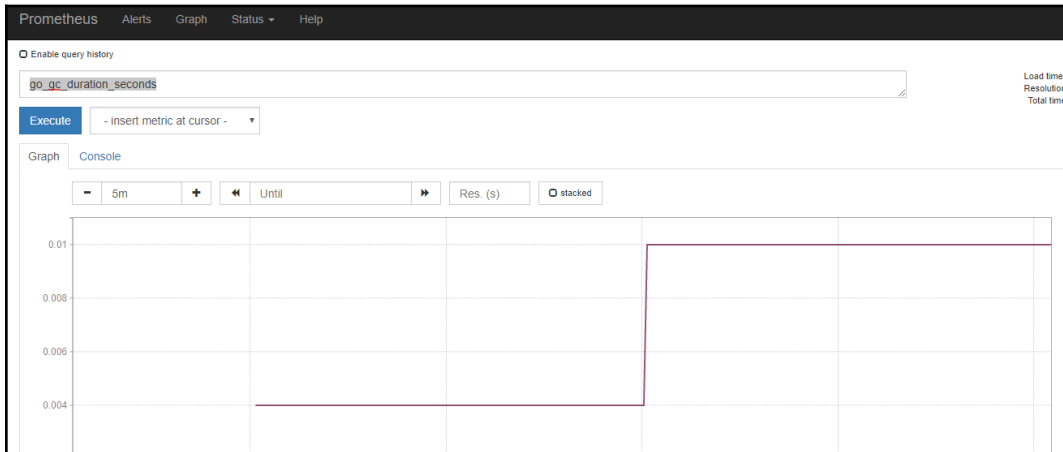 Prometheus Alerts Graph Status Help
Enable query history
go_gc_duration_seconds
Load time
Resolution
Total time
Execute - insert metric at cursor -
Graph Console
5m Until Res. (s) stacked
0.01
0.008
0.006
0.004